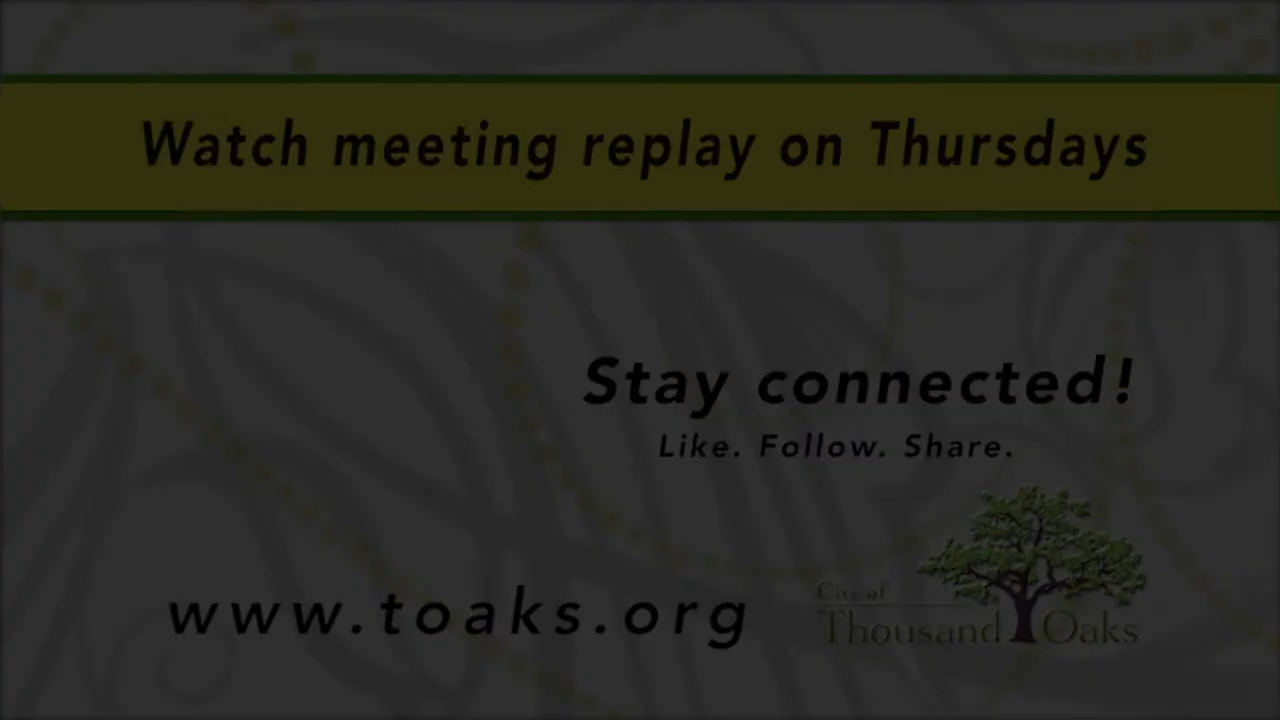 Watch meeting replay on Thursdays
Stay connected!
Like. Follow. Share.
www.toaks.org
City of
Thousand Oaks